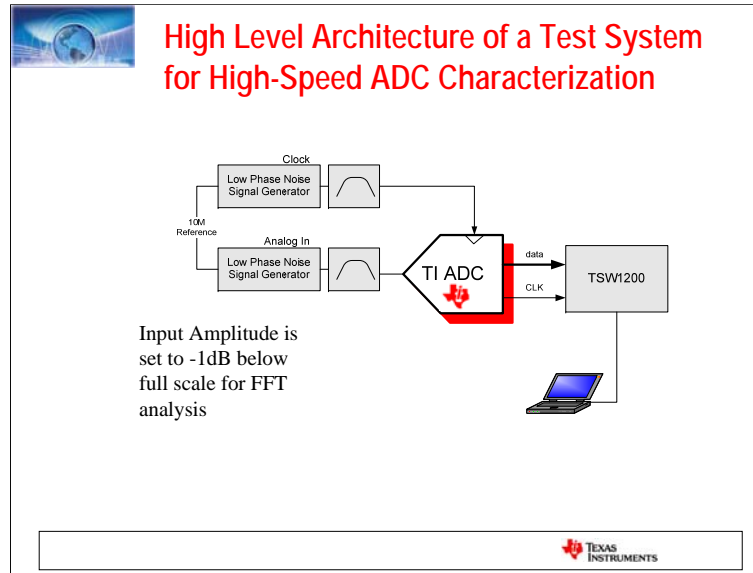 High Level Architecture of a Test System
for High-Speed ADC Characterization
Clock
Low Phase Noise
Signal Generator
10M
Reference
Analog In
Low Phase Noise
Signal Generator
TI ADC
data
CLK
TSW1200
Input Amplitude is
set to -1dB below
full scale for FFT
analysis
TEXAS
INSTRUMENTS